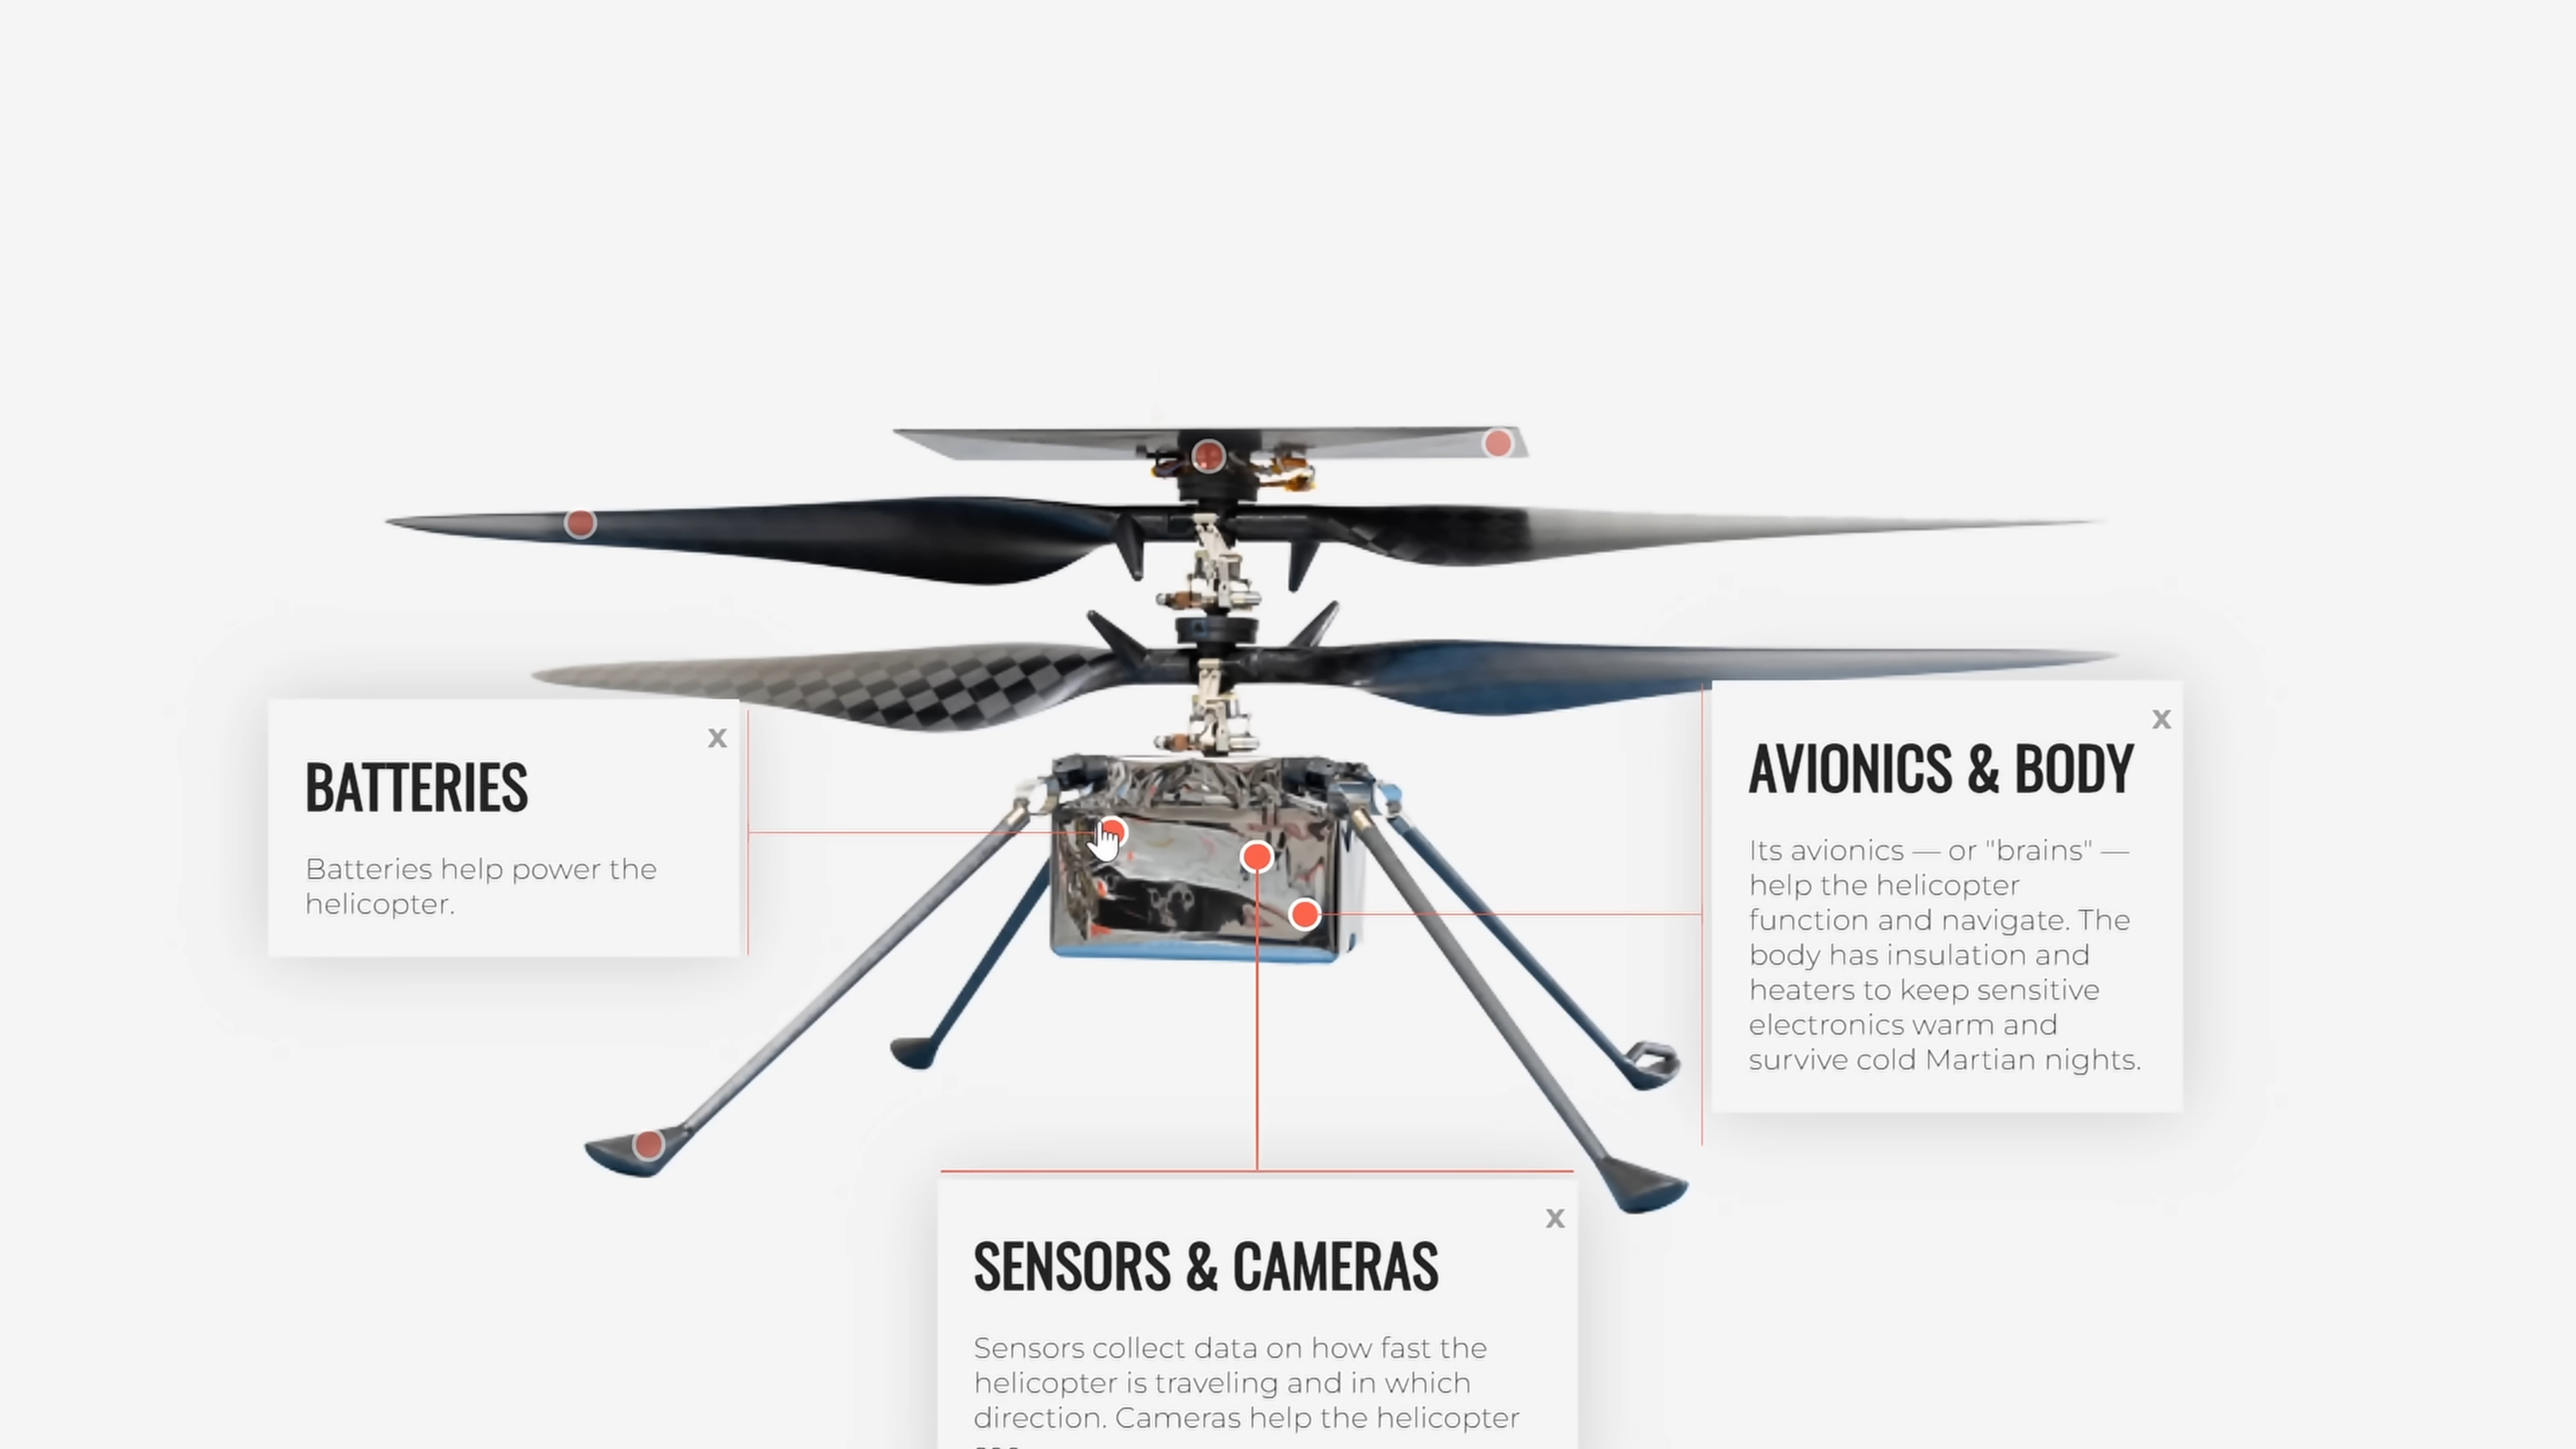 x
BATTERIES
Batteries help power the
helicopter.
x
AVIONICS & BODY
Its avionics — or "brains" —
help the helicopter
function and navigate. The
body has insulation and
heaters to keep sensitive
electronics warm and
survive cold Martian nights.
x
SENSORS & CAMERAS
Sensors collect data on how fast the
helicopter is traveling and in which
direction. Cameras help the helicopter